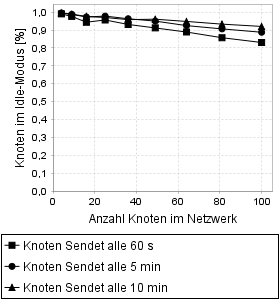 1,0
0,9
0,8
0,7
0,6
0,5
0,4
0,3
0,2
0,1
0,0
Knoten im Idle-Modus [%]
0 20 40 60 80 100
Anzahl Knoten im Netzwerk
Knoten Sendet alle 60 s
Knoten Sendet alle 5 min
Knoten Sendet alle 10 min